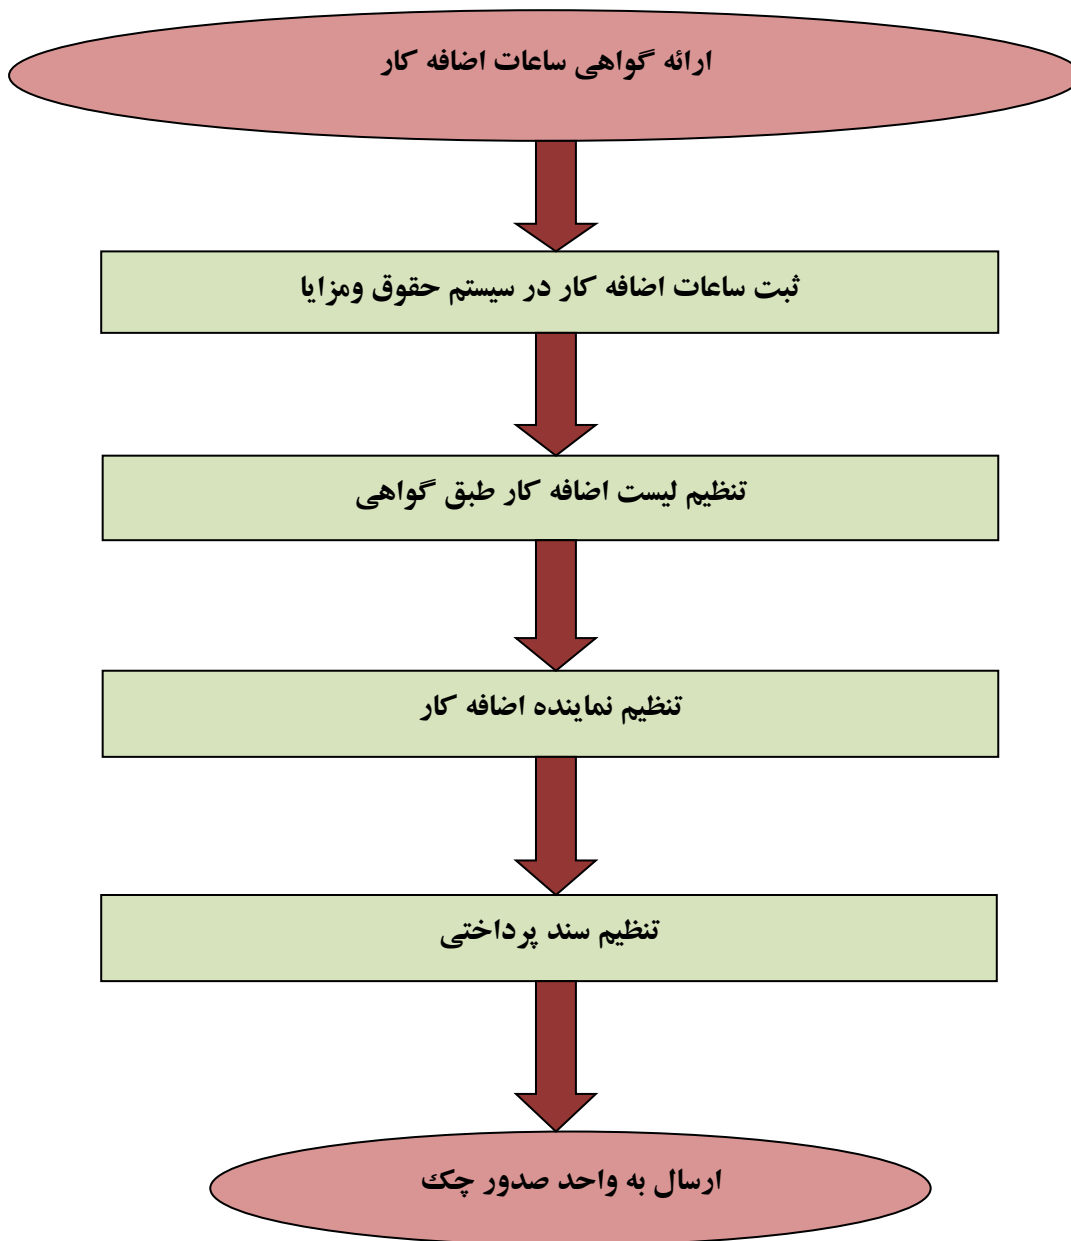 ارائه گواهی ساعات اضافه کار
ثبت ساعات اضافه کار در سیستم حقوق ومزایا
تنظیم لیست اضافه کار طبق گواهی
تنظیم نماینده اضافه کار
تنظیم سند پرداختی
ارسال به واحد صدور چک